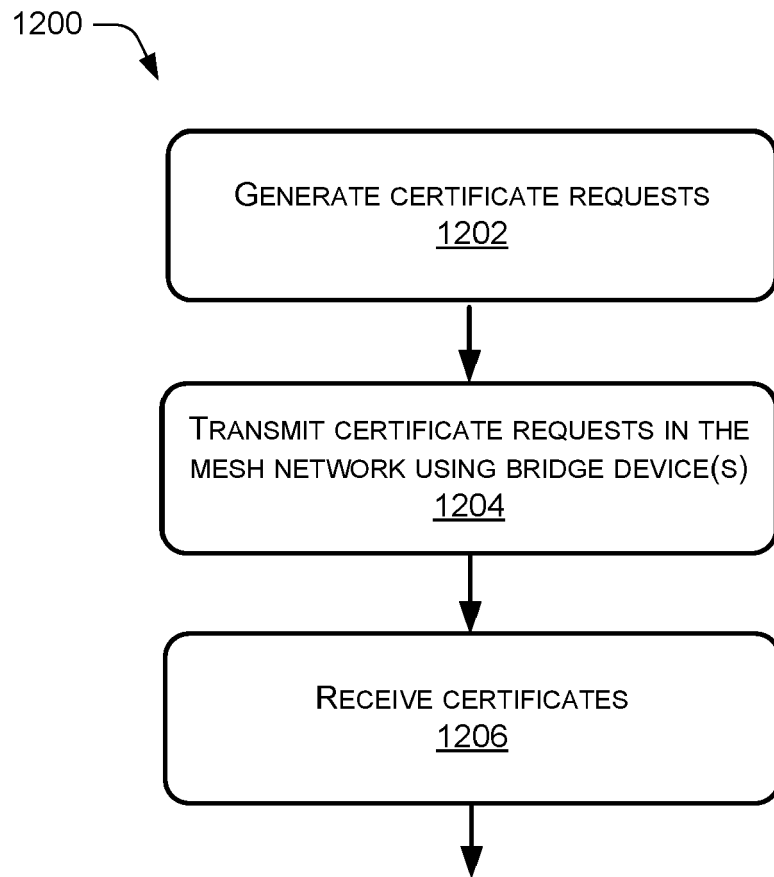 1200
GENERATE CERTIFICATE REQUESTS
1202
TRANSMIT CERTIFICATE REQUESTS IN THE
MESH NETWORK USING BRIDGE DEVICE(S)
1204
RECEIVE CERTIFICATES
1206